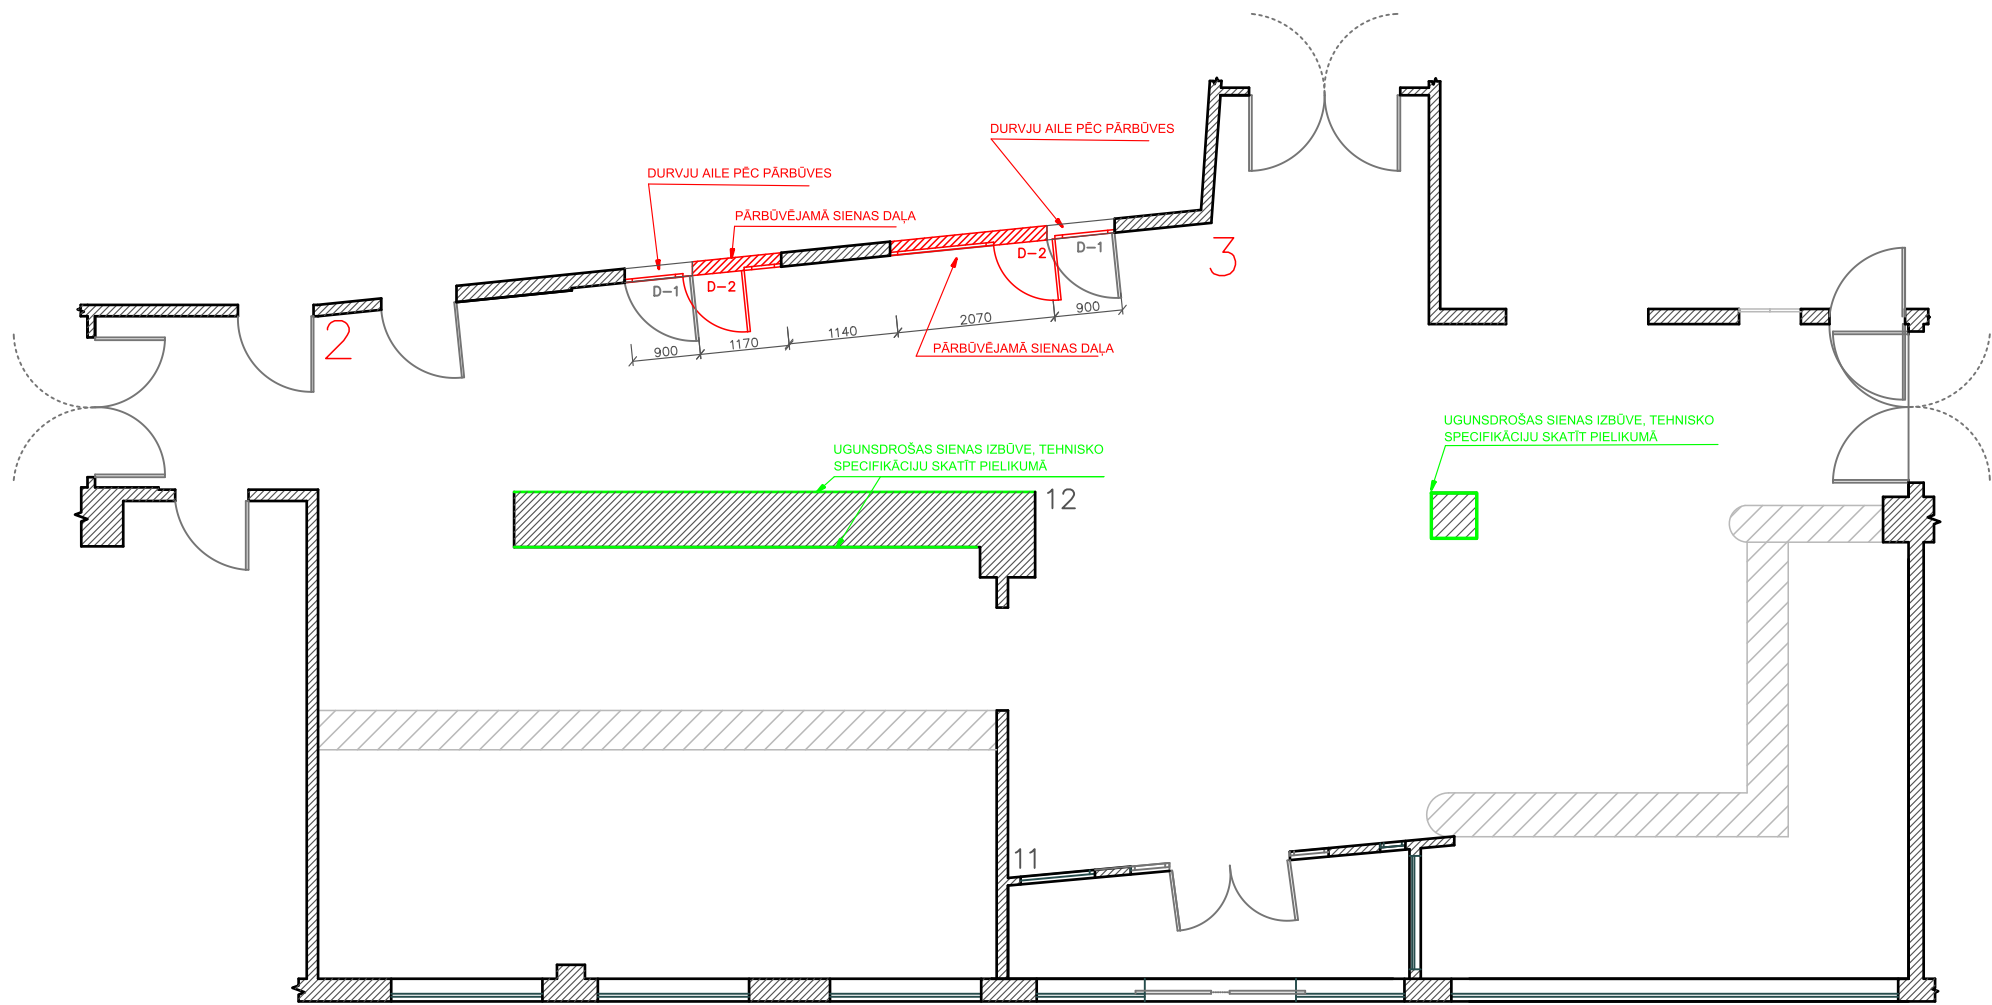 DURVJU AILE PĒC PĀRBŪVES
DURVJU AILE PĒC PĀRBŪVES
PĀRBŪVĒJAMĀ SIENAS DAĻA
3
D-2
D-1
D-1
D-2
2
900
1170
1140
2070
900
PĀRBŪVĒJAMĀ SIENAS DAĻA
UGUNSDROŠAS SIENAS IZBŪVE, TEHNISKO
SPECIFIKĀCIJU SKATĪT PIELIKUMĀ
UGUNSDROŠAS SIENAS IZBŪVE, TEHNISKO
SPECIFIKĀCIJU SKATĪT PIELIKUMĀ
12
11